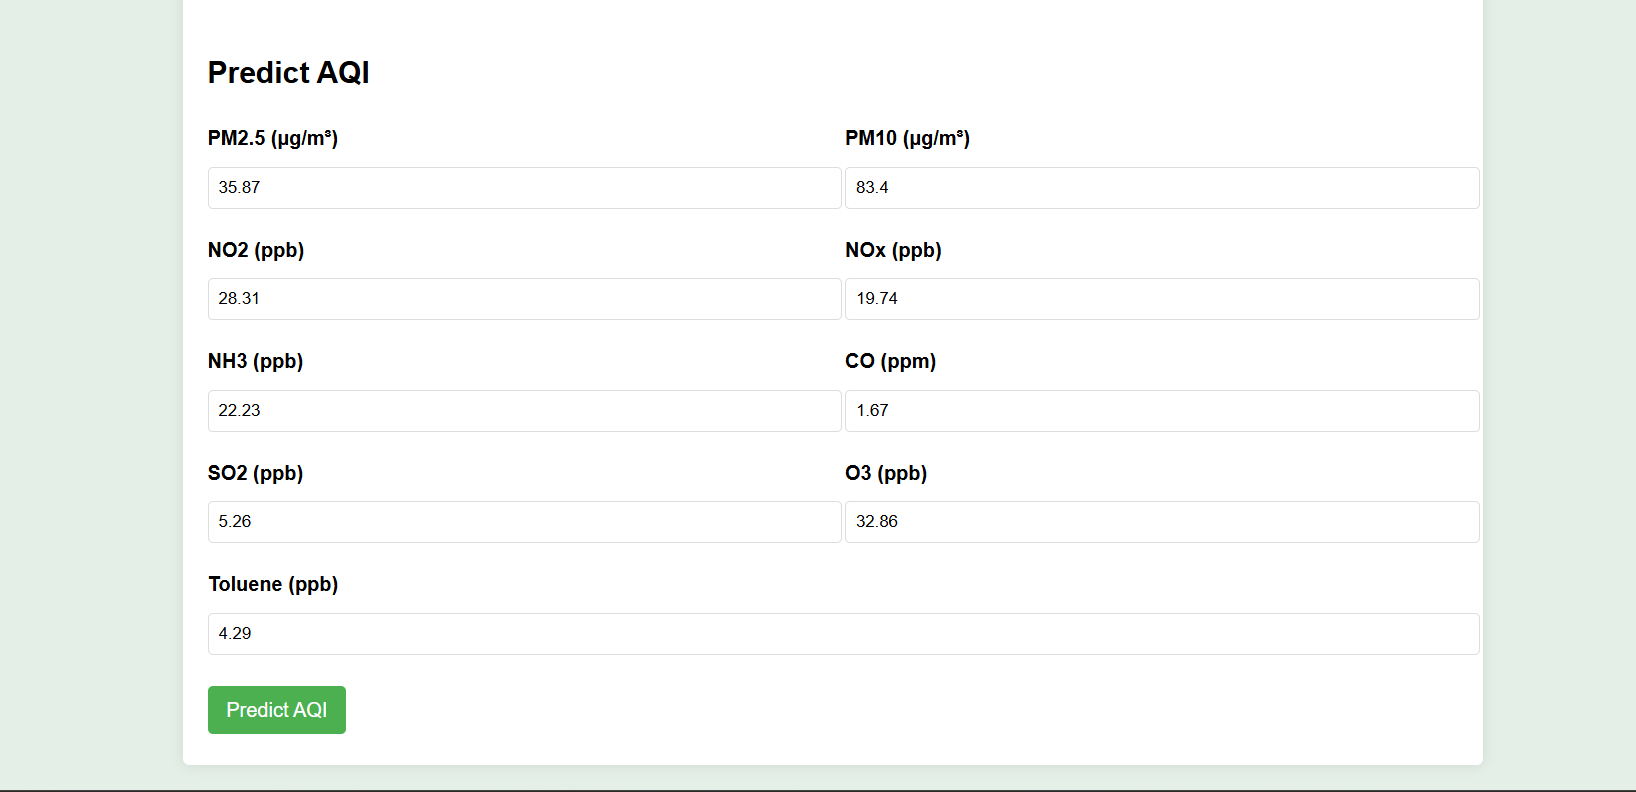 Predict AQI
PM2.5 (µg/m³)
PM10 (µg/m³)
35.87
83.4
NO2 (ppb)
NOx (ppb)
28.31
19.74
NH3 (ppb)
CO (ppm)
22.23
1.67
SO2 (ppb)
O3 (ppb)
5.26
32.86
Toluene (ppb)
4.29
Predict AQI